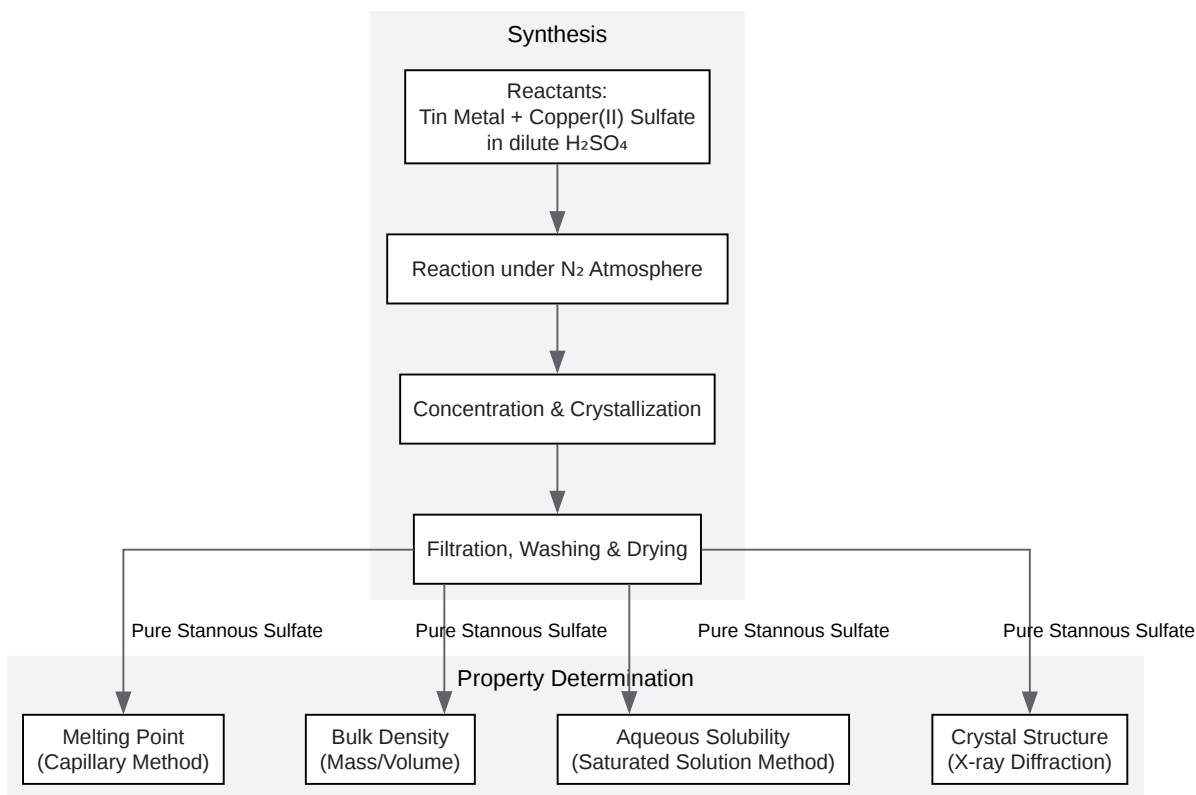 Synthesis
Reactants:
Tin Metal + Copper(II) Sulfate
in dilute H₂SO₄
Reaction under N₂ Atmosphere
Concentration & Crystallization
Filtration, Washing & Drying
Pure Stannous Sulfate
Pure Stannous Sulfate
Pure Stannous Sulfate
Pure Stannous Sulfate
Property Determination
Melting Point
(Capillary Method)
Bulk Density
(Mass/Volume)
Aqueous Solubility
(Saturated Solution Method)
Crystal Structure
(X-ray Diffraction)